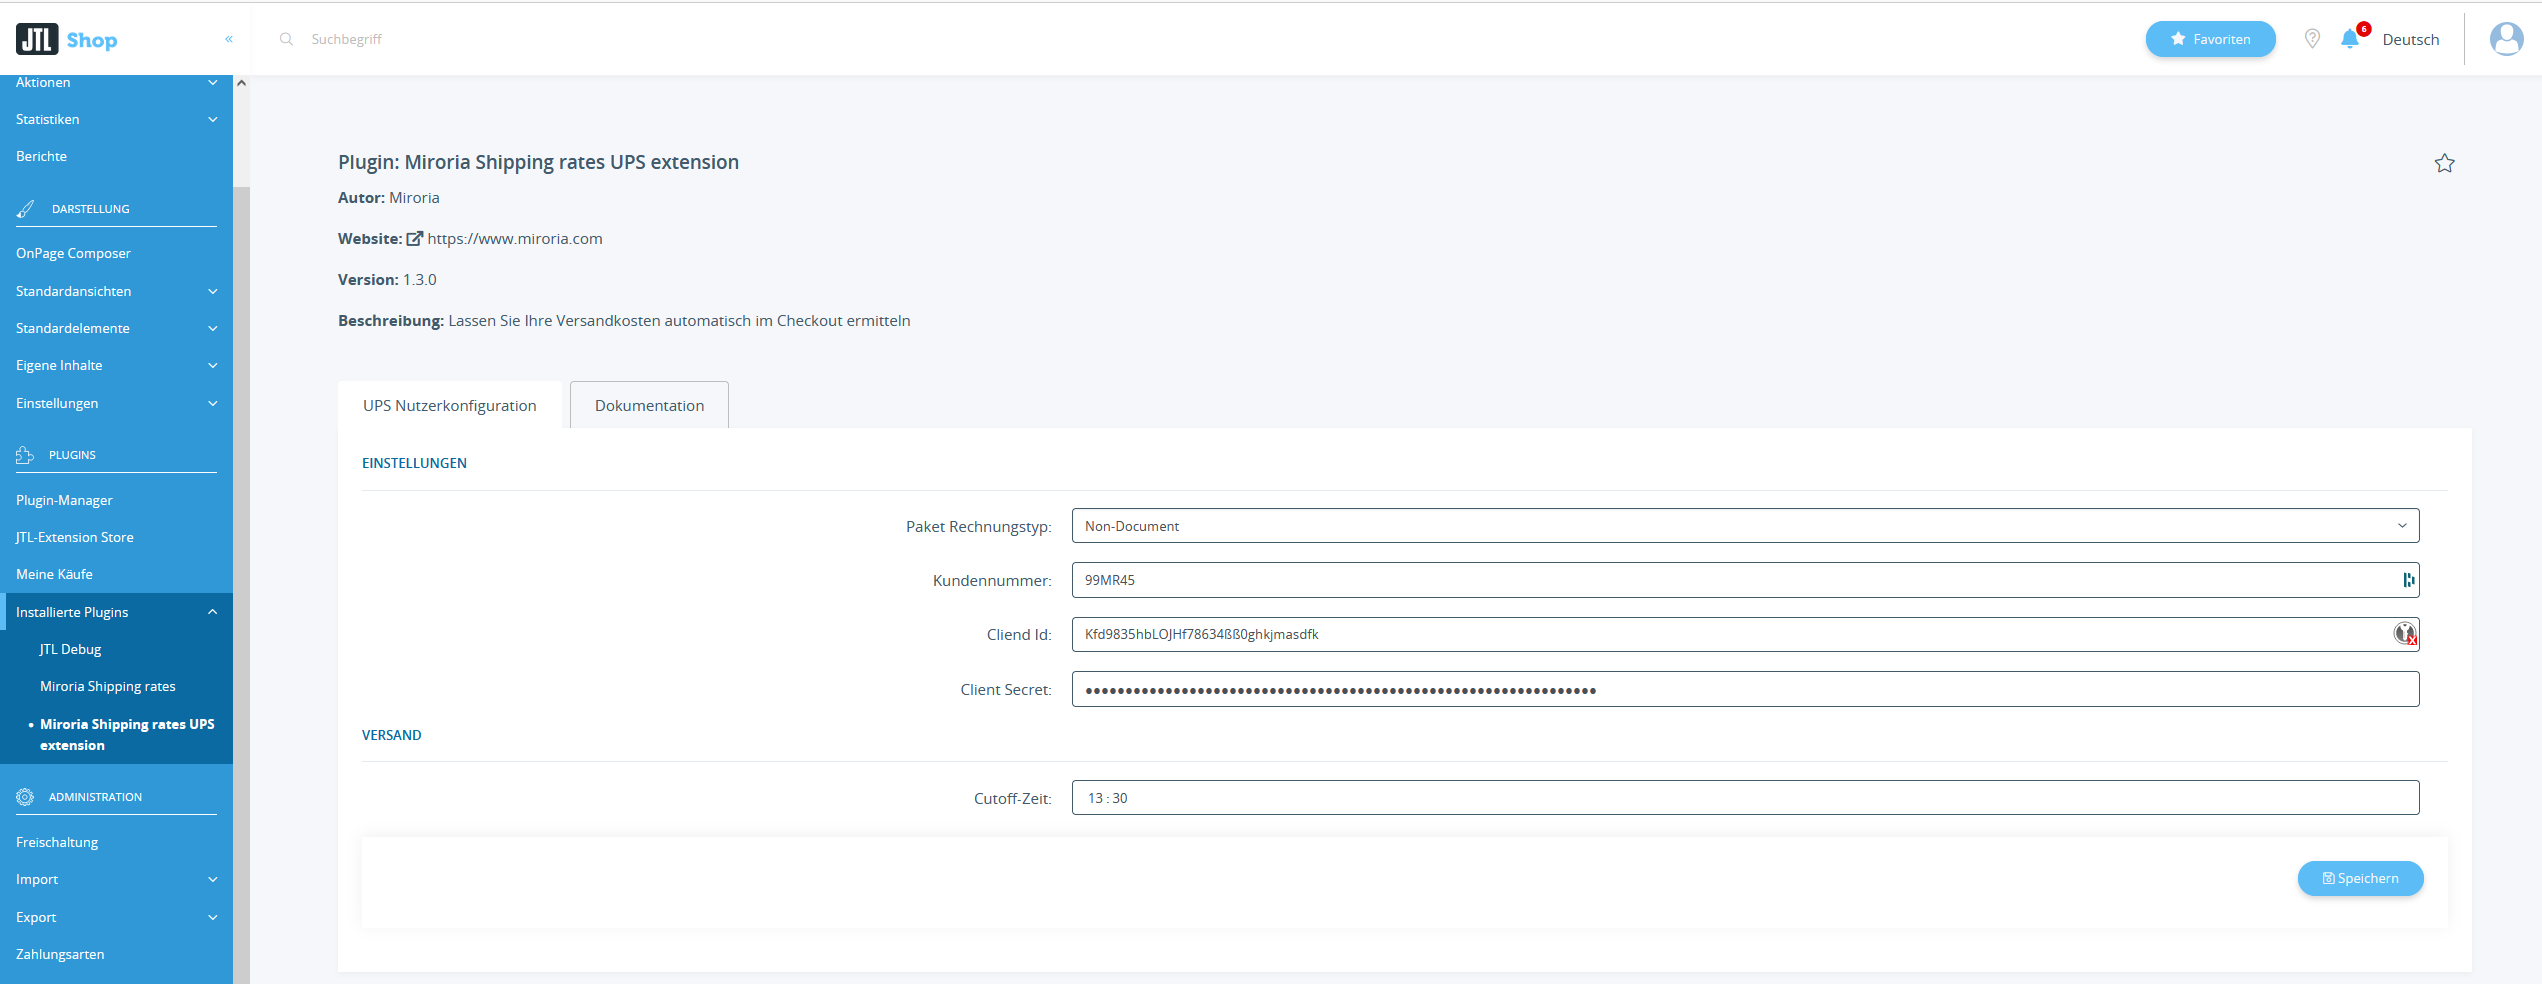 JTL Shop
«
Suchbegriff
Favoriten
6
Deutsch
Aktionen
Statistiken
Berichte
DARSTELLUNG
OnPage Composer
Standardansichten
Standardelemente
Eigene Inhalte
Einstellungen
PLUGINS
Plugin-Manager
JTL-Extension Store
Meine Käufe
Installierte Plugins
JTL Debug
Miroria Shipping rates
• Miroria Shipping rates UPS
extension
ADMINISTRATION
Freischaltung
Import
Export
Zahlungsarten
Plugin: Miroria Shipping rates UPS extension
Autor: Miroria
Website: https://www.miroria.com
Version: 1.3.0
Beschreibung: Lassen Sie Ihre Versandkosten automatisch im Checkout ermitteln
UPS Nutzerkonfiguration
Dokumentation
EINSTELLUNGEN
Paket Rechnungstyp: Non-Document
Kundennummer: 99MR45
Cliend Id: Kfd9835hbLOJHf78634ßß0ghkjmasdfk
Client Secret: ••••••••••••••••••••••••••••••••••••••••••••••••••••••••••••••••
VERSAND
Cutoff-Zeit: 13 : 30
Speichern